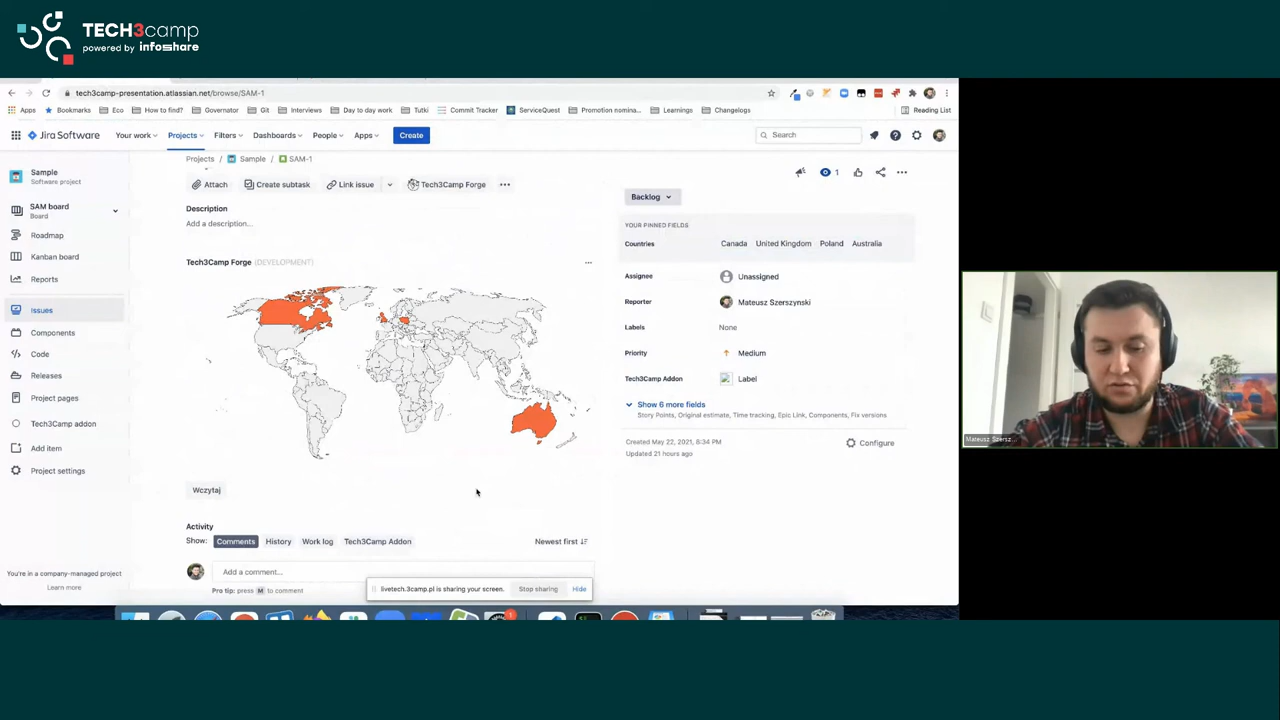 TECH3camp
powered by infoshare
tech3camp-presentation.atlassian.net/browse/SAM-1
Apps Bookmarks Eco How to find? Governator Git Day to day work Tutki Commit Tracker ServiceQuest Promotion nomina... Learnings Changelogs Reading List
Jira Software Your work Projects Filters Dashboards People Apps Create Search
Projects / Sample / SAM-1
1
Sample
Software project
Attach Create subtask Link issue Tech3Camp Forge
Backlog
SAM board
Board
Description
Add a description...
YOUR PINNED FIELDS
Countries Canada United Kingdom Poland Australia
Roadmap
Kanban board
Reports
Issues
Components
Code
Releases
Project pages
Tech3Camp addon
Add item
Project settings
Tech3Camp Forge (DEVELOPMENT)
Assignee Unassigned
Reporter Mateusz Szerszynski
Labels None
Priority Medium
Tech3Camp Addon Label
Show 6 more fields
Story Points, Original estimate, Time tracking, Epic Link, Components, Fix versions
Created May 22, 2021, 8:34 PM
Updated 21 hours ago
Configure
Mateusz Szersz...
Wczytaj
Activity
Show: Comments History Work log Tech3Camp Addon Newest first
Add a comment...
Pro tip: press M to comment
You're in a company-managed project
Learn more
livetech.3camp.pl is sharing your screen. Stop sharing Hide
1